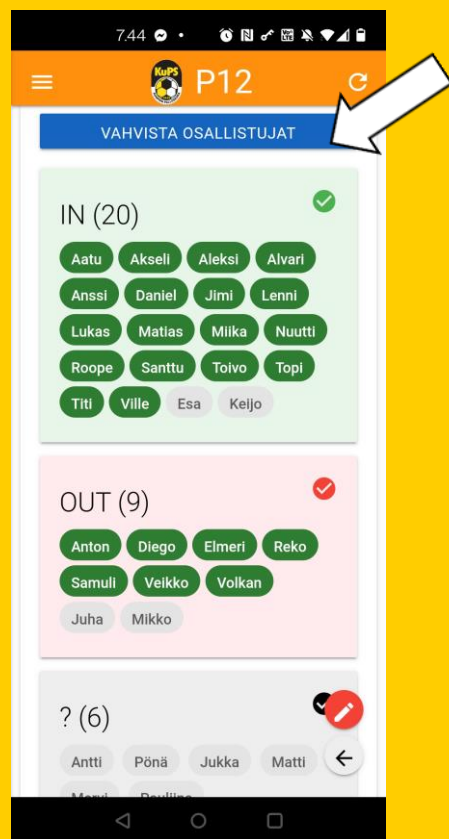 7.44
KuPS P12
VAHVISTA OSALLISTUJAT
IN (20)
Aatu Akseli Aleksi Alvari
Anssi Daniel Jimi Lenni
Lukas Matias Miika Nuutti
Roope Santtu Toivo Topi
Titi Ville Esa Keijo
OUT (9)
Anton Diego Elmeri Reko
Samuli Veikko Volkan
Juha Mikko
? (6)
Antti Pönä Jukka Matti